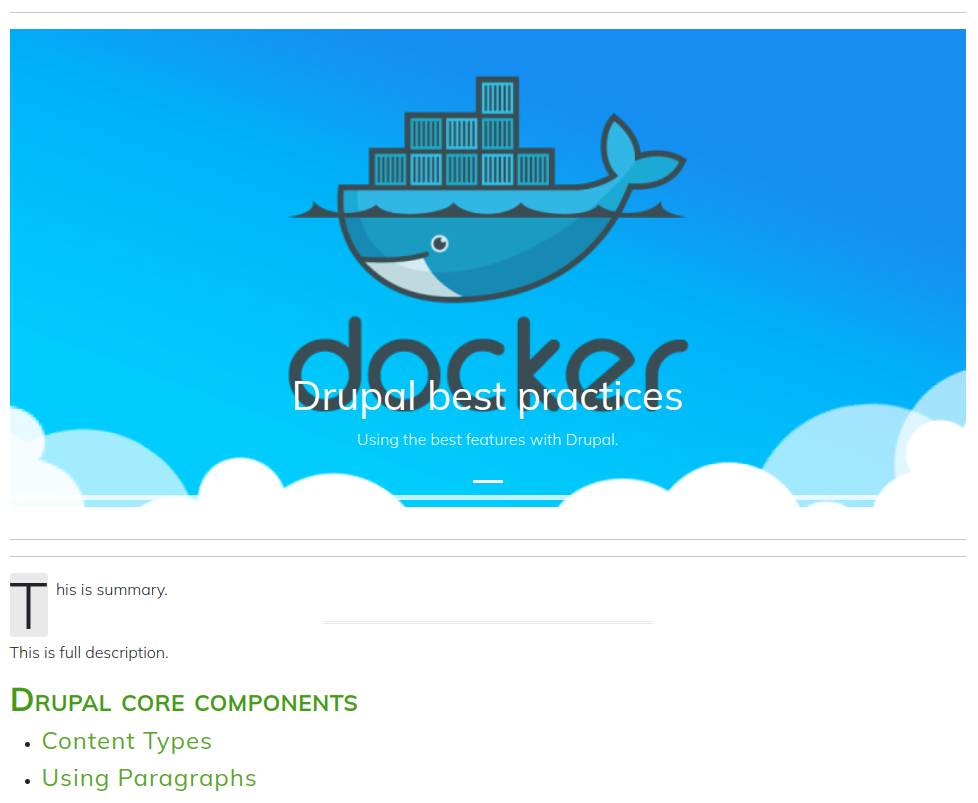 docker
Drupal best practices
Using the best features with Drupal.
This is summary.
This is full description.
Drupal core components
Content Types
Using Paragraphs